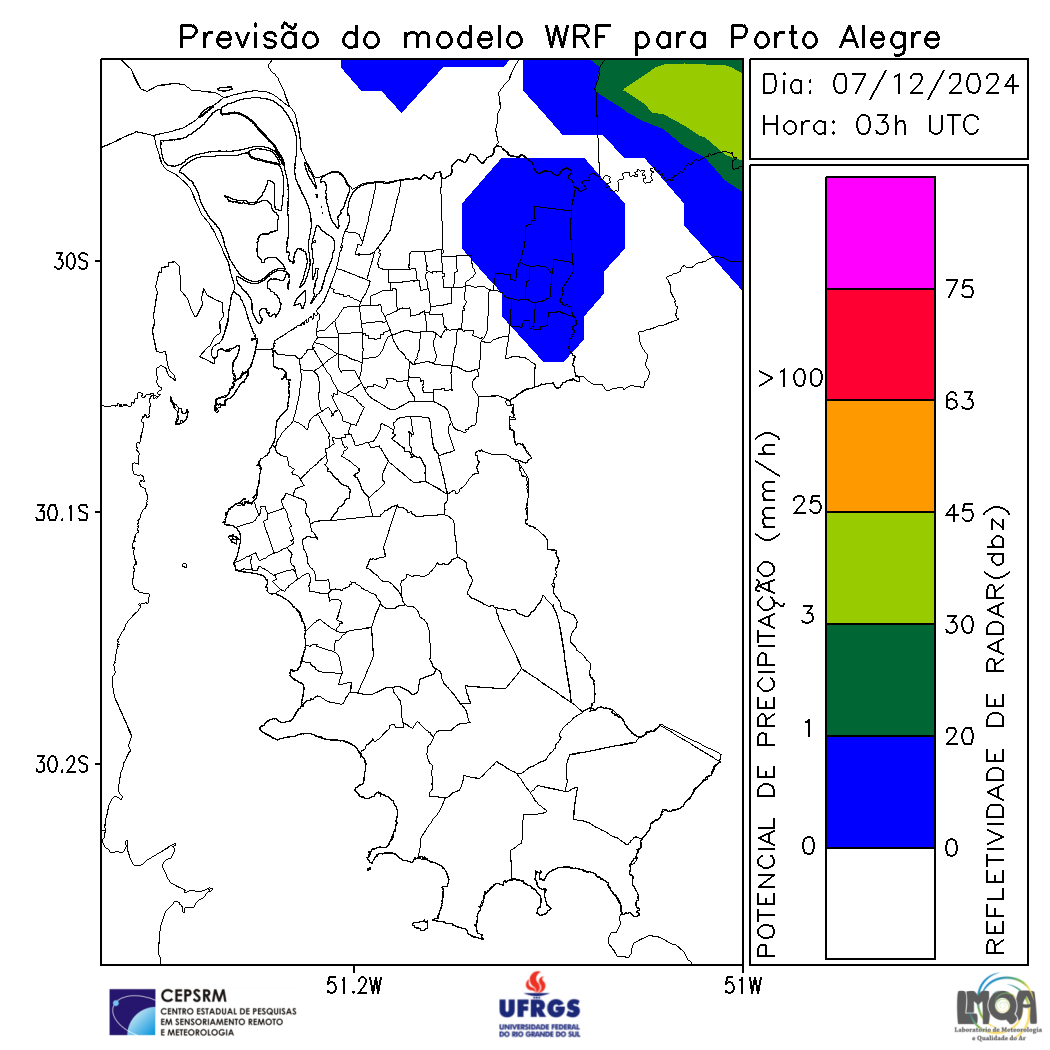 Previsão do modelo WRF para Porto Alegre
Dia: 07/12/2024
Hora: 03h UTC
30S
30.1S
30.2S
51.2W
51W
POTENCIAL DE PRECIPITAÇÃO (mm/h)
>100
25
3
1
0
75
63
45
30
20
0
REFLETIVIDADE DE RADAR(dbz)
CEPSRM
CENTRO ESTADUAL DE PESQUISAS
EM SENSORIAMENTO REMOTO
E METEOROLOGIA
UFRGS
UNIVERSIDADE FEDERAL
DO RIO GRANDE DO SUL
LMQA
Laboratório de Meteorologia
e Qualidade do Ar